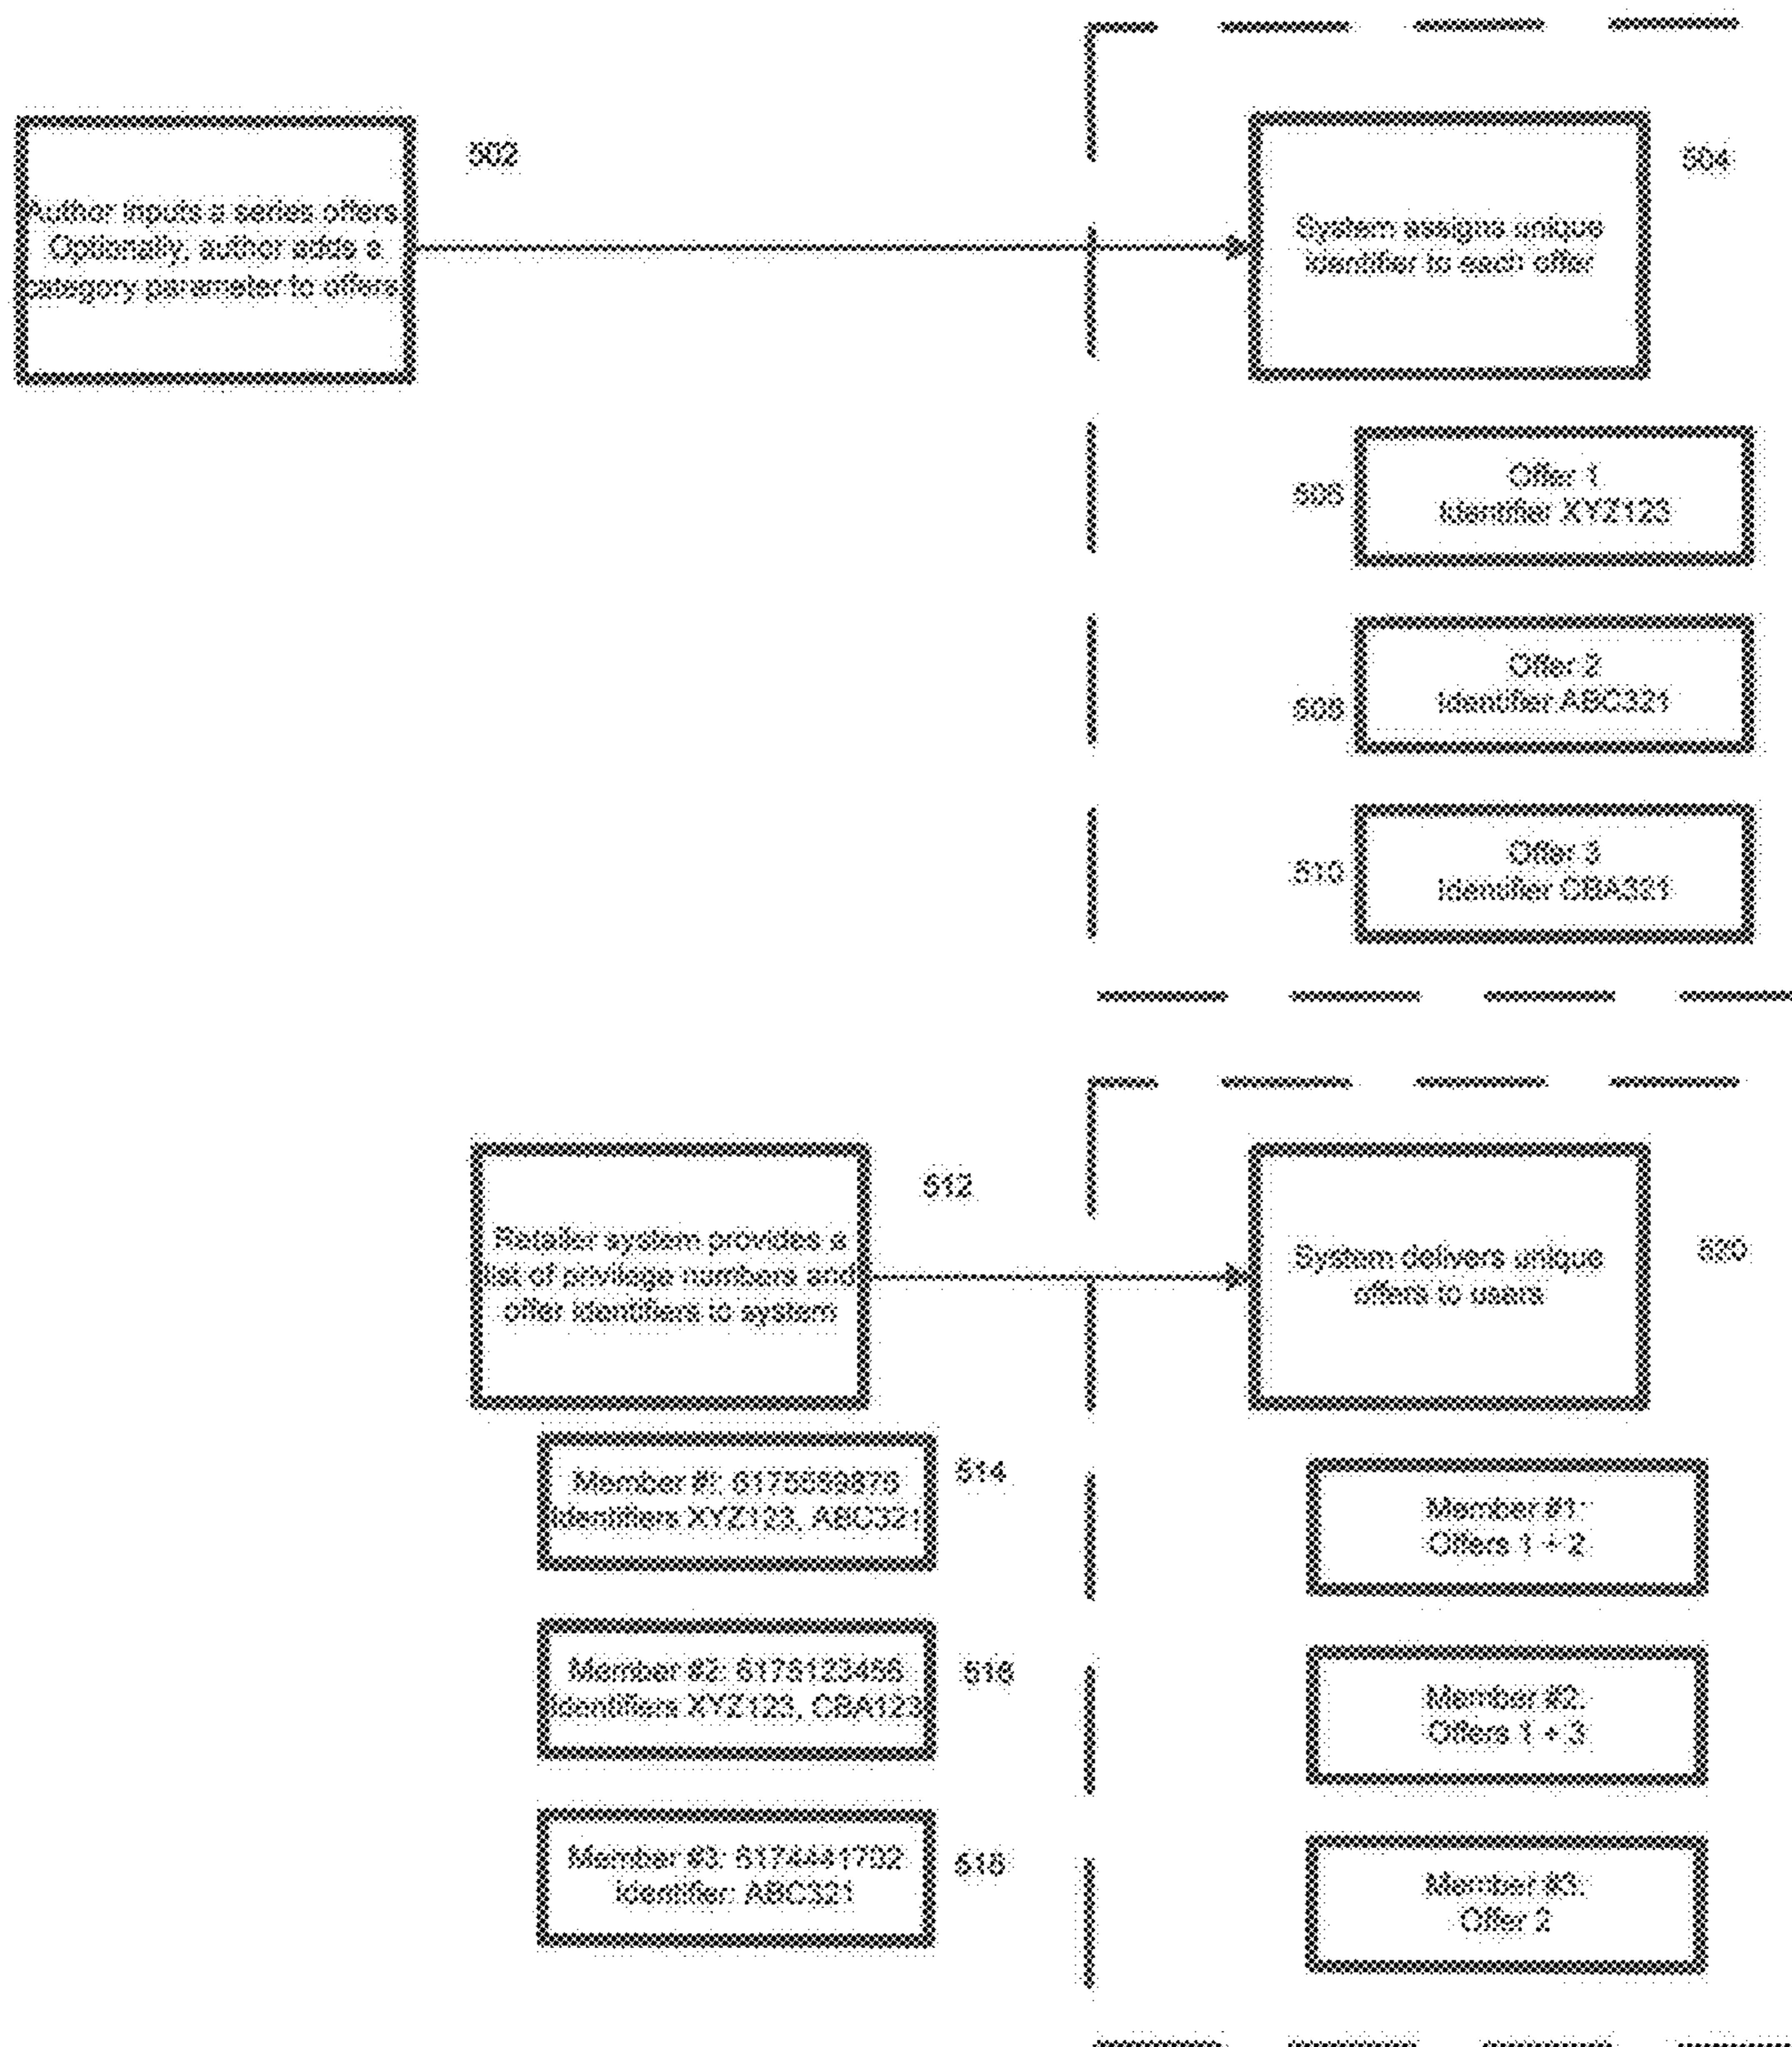 502
Author inputs a series offers.
Optionally, author adds a
category parameter to offers.
504
System assigns unique
identifier to each offer
506
Offer 1
Identifier XYZ123
508
Offer 2
Identifier ABC321
510
Offer 3
Identifier CBA321
512
Retailer system provides a
list of privilege numbers and
offer identifiers to system
520
System delivers unique
offers to users
514
Member #1:
Identifiers XYZ123, ABC321
516
Member #2: 6175123456
Identifiers XYZ123, CBA123
518
Member #3:
Identifier: ABC321
Member #1:
Offers 1 + 2
Member #2:
Offers 1 + 3
Member #3:
Offer 2